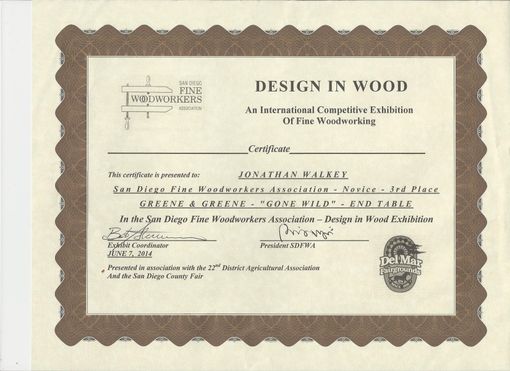 SAN DIEGO
FINE
WOODWORKERS
ASSOCIATION
DESIGN IN WOOD
An International Competitive Exhibition
Of Fine Woodworking
Certificate
This certificate is presented to: JONATHAN WALKEY
San Diego Fine Woodworkers Association - Novice - 3rd Place
GREENE & GREENE - "GONE WILD" - END TABLE
In the San Diego Fine Woodworkers Association – Design in Wood Exhibition
Exhibit Coordinator
President SDFWA
JUNE 7, 2014
Presented in association with the 22nd District Agricultural Association
And the San Diego County Fair
Del Mar
Fairgrounds